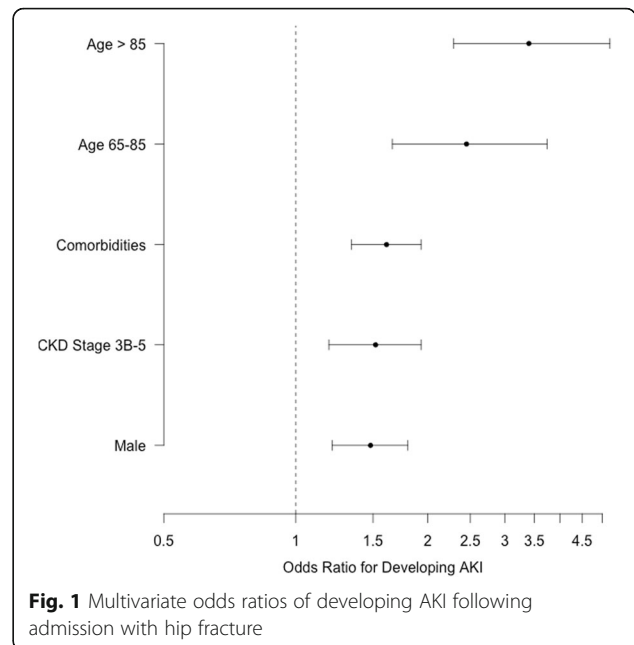 Age > 85
Age 65-85
Comorbidities
CKD Stage 3B-5
Male
0.5 1 1.5 2 2.5 3 3.5 4.5
Odds Ratio for Developing AKI
Fig. 1 Multivariate odds ratios of developing AKI following
admission with hip fracture